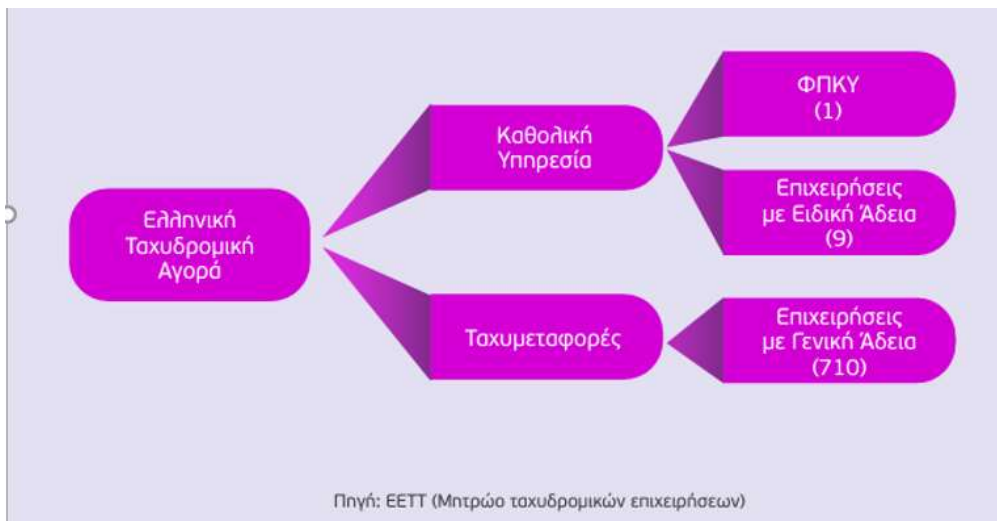 ΦΠΚΥ
(1)
Καθολική
Υπηρεσία
Επιχειρήσεις
με Ειδική Άδεια
(9)
Ελληνική
Ταχυδρομική
Αγορά
Ταχυμεταφορές
Επιχειρήσεις
με Γενική Άδεια
(710)
Πηγή: ΕΕΤΤ (Μητρώο ταχυδρομικών επιχειρήσεων)